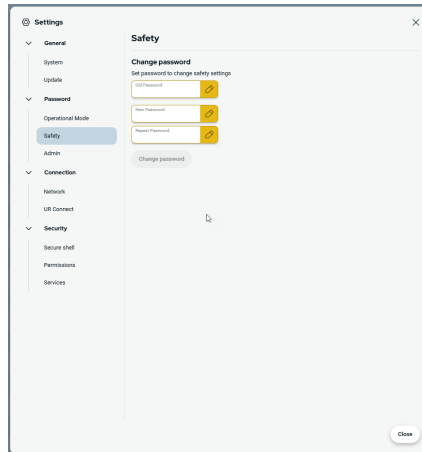 Settings
General
System
Update
Password
Operational Mode
Safety
Admin
Connection
Network
UR Connect
Security
Secure shell
Permissions
Services
Safety
Change password
Set password to change safety settings
Old Password
New Password
Repeat Password
Change password
Close